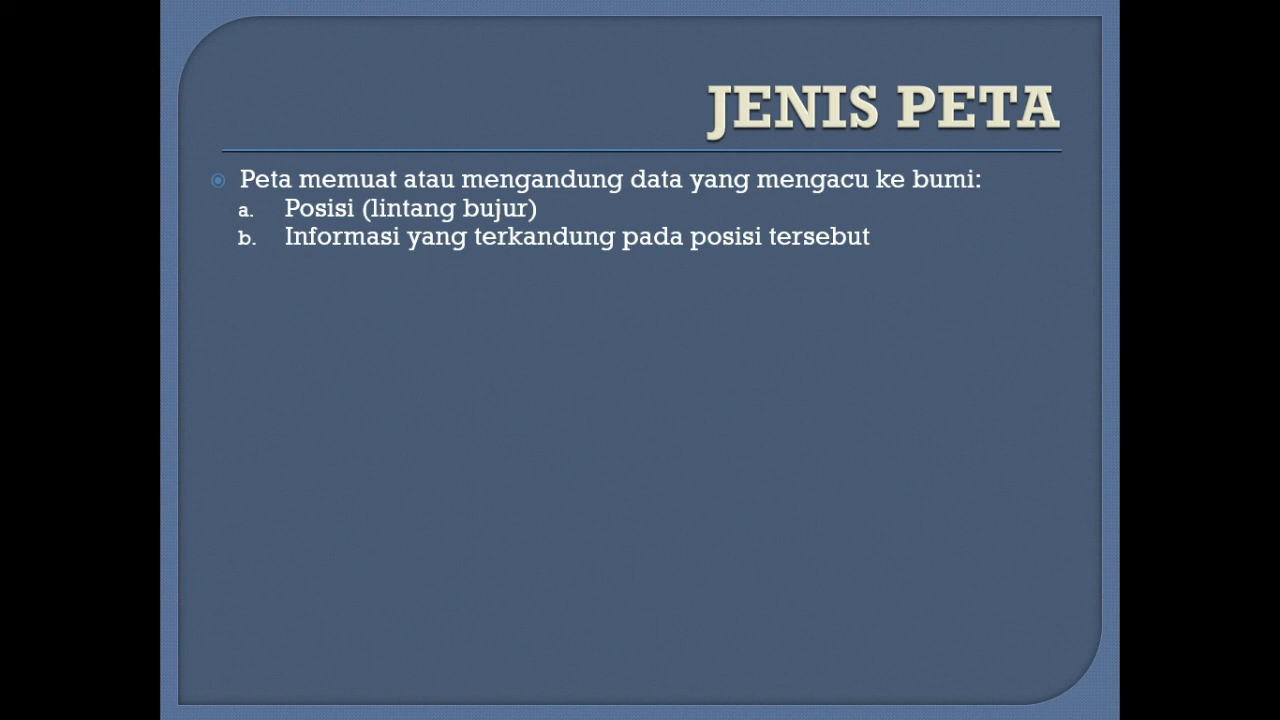 JENIS PETA
Peta memuat atau mengandung data yang mengacu ke bumi:
a. Posisi (lintang bujur)
b. Informasi yang terkandung pada posisi tersebut